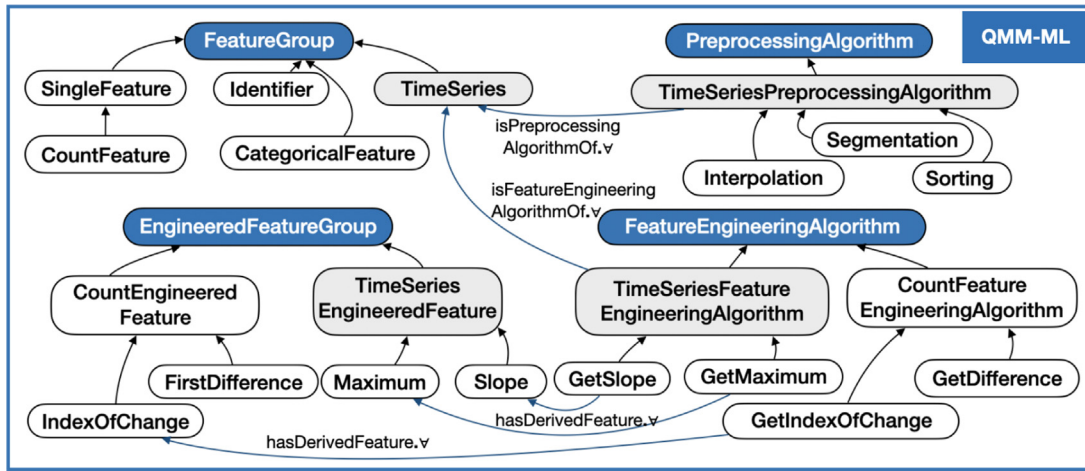 FeatureGroup
PreprocessingAlgorithm
QMM-ML
SingleFeature
Identifier
TimeSeries
TimeSeriesPreprocessingAlgorithm
isPreprocessing
AlgorithmOf.∀
Segmentation
CountFeature
CategoricalFeature
Interpolation
Sorting
isFeatureEngineering
AlgorithmOf.∀
EngineeredFeatureGroup
FeatureEngineeringAlgorithm
CountEngineered
Feature
TimeSeries
EngineeredFeature
TimeSeriesFeature
EngineeringAlgorithm
CountFeature
EngineeringAlgorithm
FirstDifference
Maximum
Slope
GetSlope
GetMaximum
GetDifference
IndexOfChange
hasDerivedFeature.∀
GetIndexOfChange
hasDerivedFeature.∀